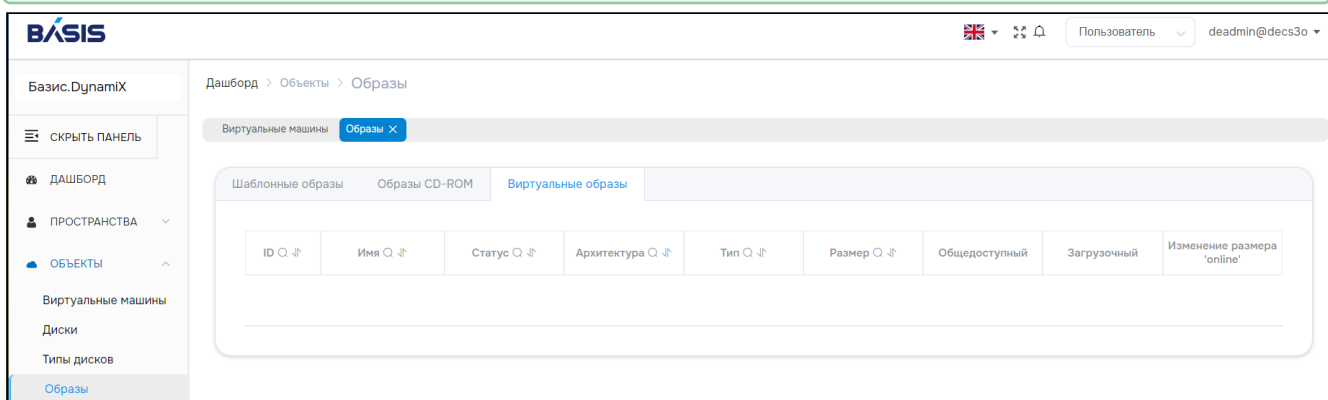 BASIS
Пользователь
deadmin@decs3o
Базис.DynamiX
Дашборд > Объекты > Образы
СКРЫТЬ ПАНЕЛЬ
Виртуальные машины Образы ×
ДАШБОРД
Шаблонные образы Образы CD-ROM Виртуальные образы
ПРОСТРАНСТВА
ID Имя Статус Архитектура Тип Размер Общедоступный Загрузочный Изменение размера
'online'
ОБЪЕКТЫ
Виртуальные машины
Диски
Типы дисков
Образы